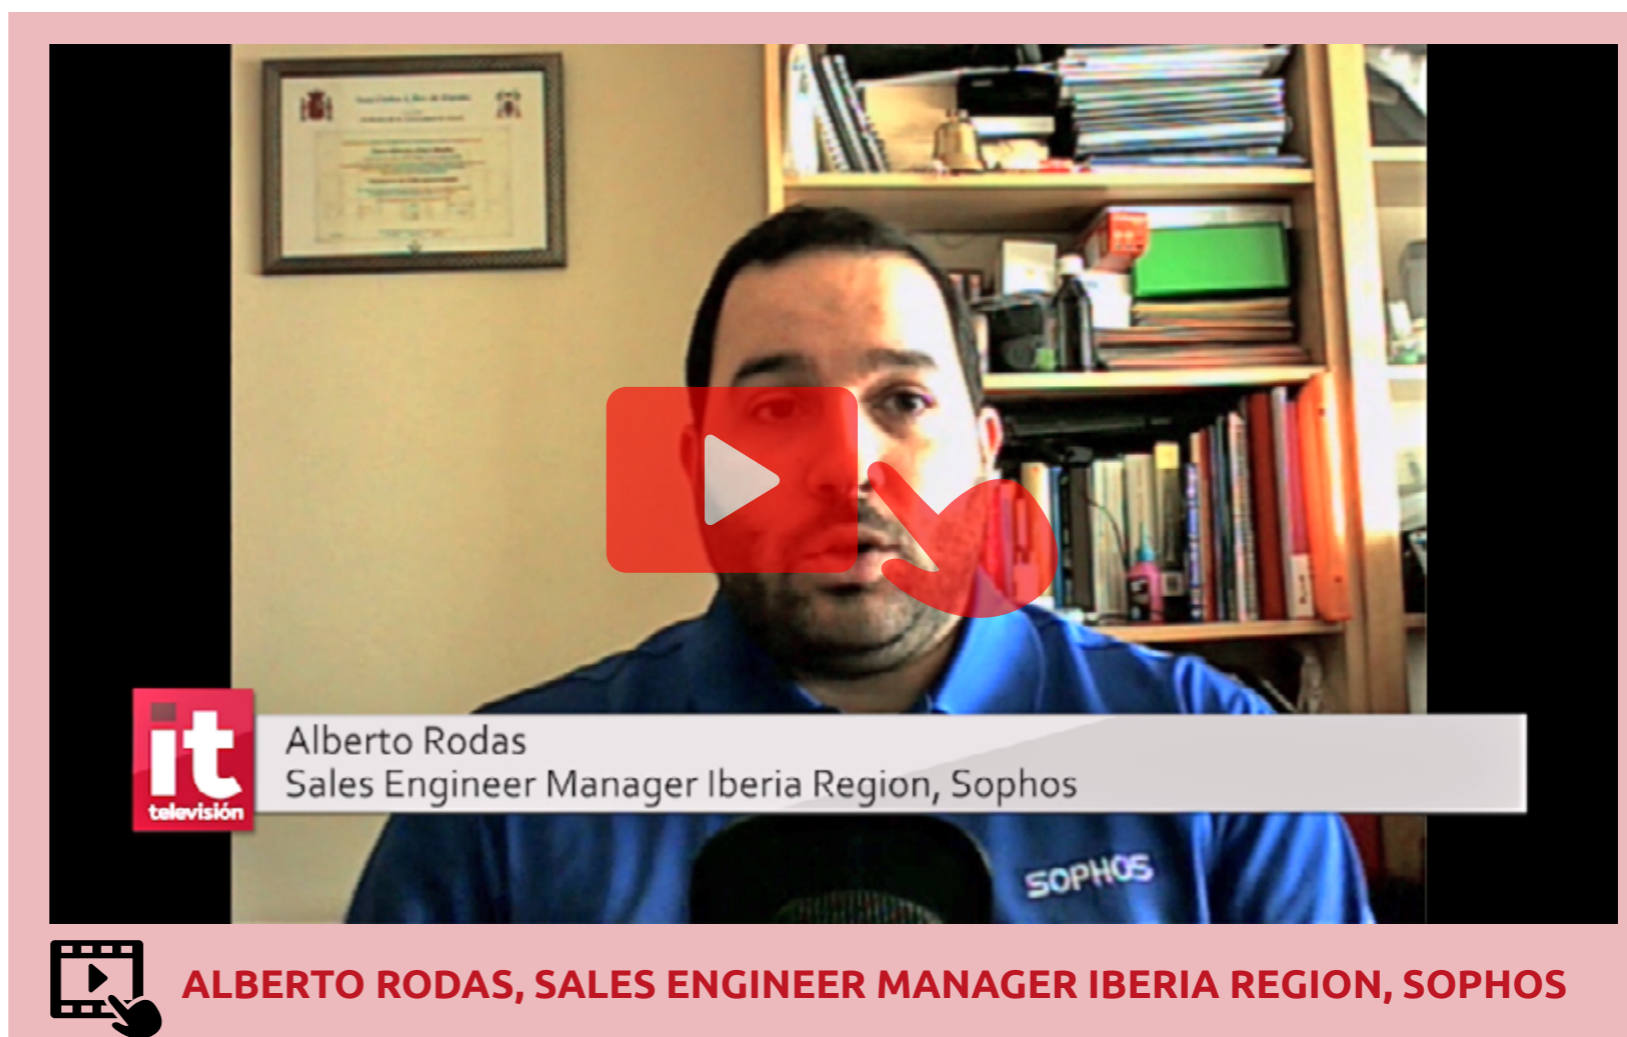 it
televisión
Alberto Rodas
Sales Engineer Manager Iberia Region, Sophos
SOPHOS
ALBERTO RODAS, SALES ENGINEER MANAGER IBERIA REGION, SOPHOS